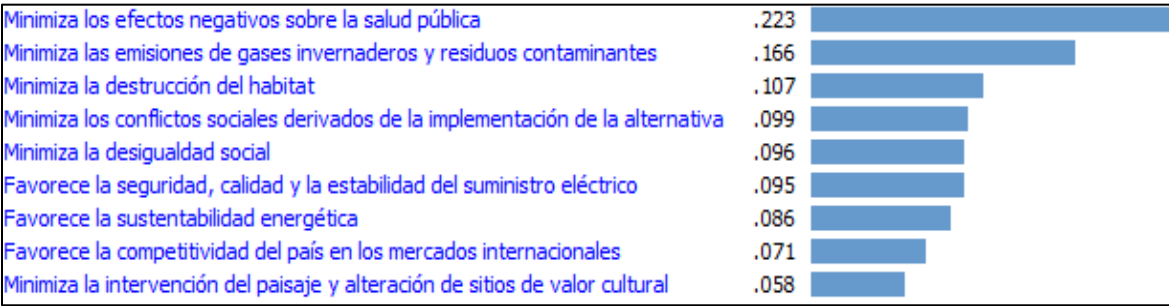 Minimiza los efectos negativos sobre la salud pública .223
Minimiza las emisiones de gases invernaderos y residuos contaminantes .166
Minimiza la destrucción del habitat .107
Minimiza los conflictos sociales derivados de la implementación de la alternativa .099
Minimiza la desigualdad social .096
Favorece la seguridad, calidad y la estabilidad del suministro eléctrico .095
Favorece la sustentabilidad energética .086
Favorece la competitividad del país en los mercados internacionales .071
Minimiza la intervención del paisaje y alteración de sitios de valor cultural .058